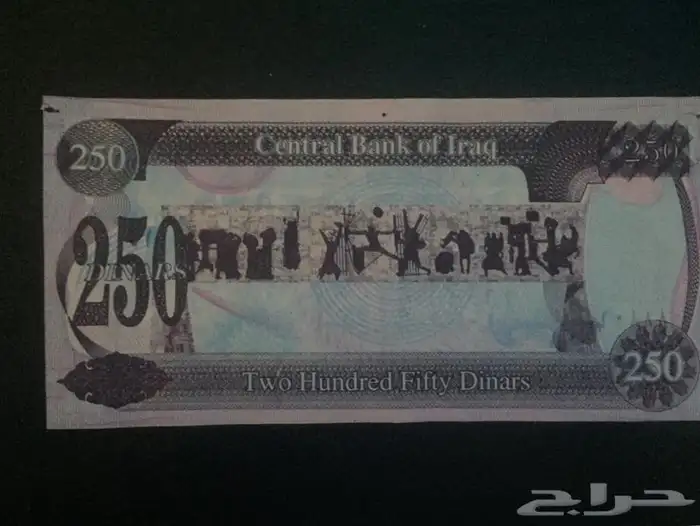 250
Central Bank of Iraq
250
250
DINARS
Two Hundred Fifty Dinars
250
حراج